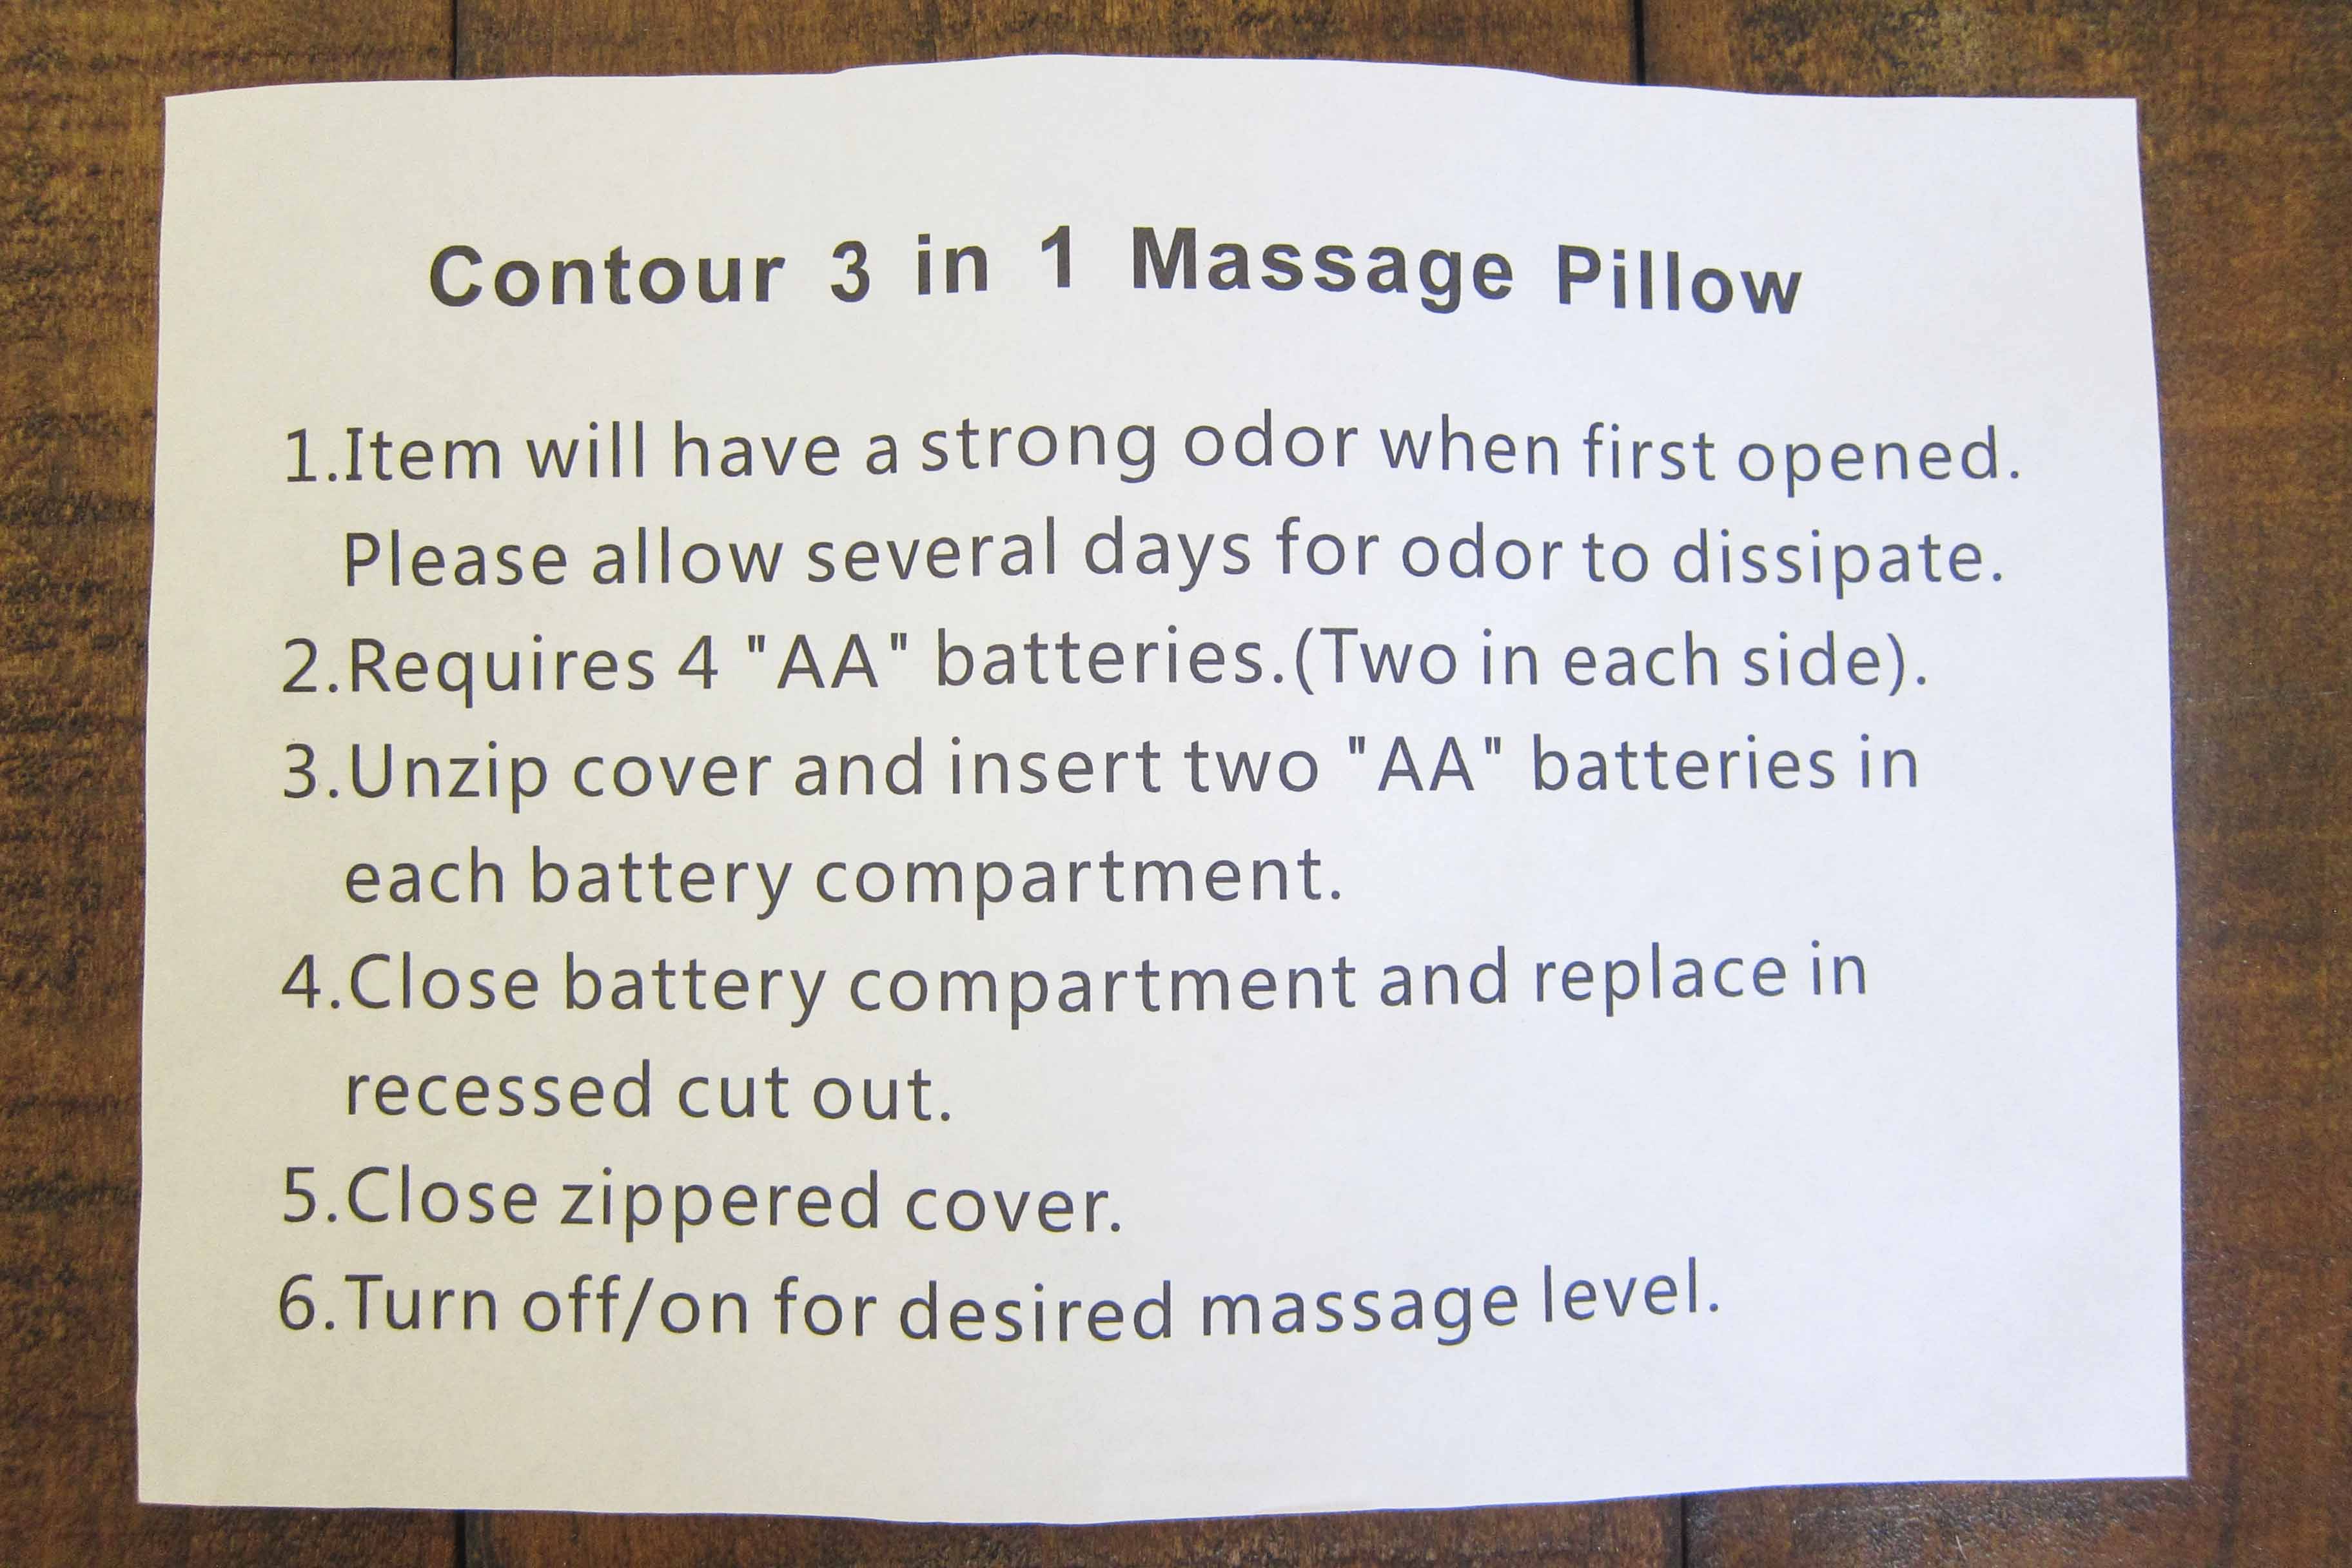 Contour 3 in 1 Massage Pillow
1.Item will have a strong odor when first opened.
Please allow several days for odor to dissipate.
2.Requires 4 "AA" batteries.(Two in each side).
3.Unzip cover and insert two "AA" batteries in
each battery compartment.
4.Close battery compartment and replace in
recessed cut out.
5.Close zippered cover.
6.Turn off/on for desired massage level.